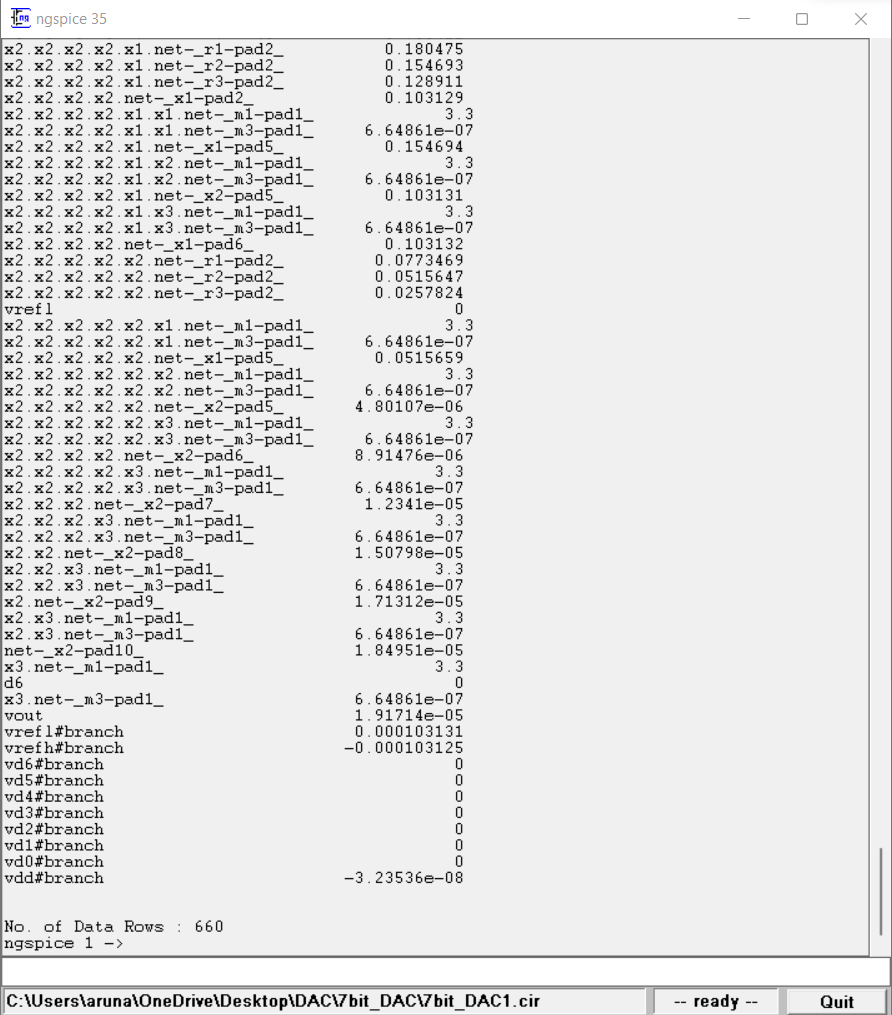 ngspice 35
x2.x2.x2.x2.x1.net-_r1-pad2_ 0.180475
x2.x2.x2.x2.x1.net-_r2-pad2_ 0.154693
x2.x2.x2.x2.x1.net-_r3-pad2_ 0.128911
x2.x2.x2.x2.net-_x1-pad2_ 0.103129
x2.x2.x2.x2.x1.x1.net-_m1-pad1_ 3.3
x2.x2.x2.x2.x1.x1.net-_m3-pad1_ 6.64861e-07
x2.x2.x2.x2.x1.net-_x1-pad5_ 0.154694
x2.x2.x2.x2.x1.x2.net-_m1-pad1_ 3.3
x2.x2.x2.x2.x1.x2.net-_m3-pad1_ 6.64861e-07
x2.x2.x2.x2.x1.net-_x2-pad5_ 0.103131
x2.x2.x2.x2.x1.x3.net-_m1-pad1_ 3.3
x2.x2.x2.x2.x1.x3.net-_m3-pad1_ 6.64861e-07
x2.x2.x2.x2.net-_x1-pad6_ 0.103132
x2.x2.x2.x2.x2.net-_r1-pad2_ 0.0773469
x2.x2.x2.x2.x2.net-_r2-pad2_ 0.0515647
x2.x2.x2.x2.x2.net-_r3-pad2_ 0.0257824
vrefl 0
x2.x2.x2.x2.x2.x1.net-_m1-pad1_ 3.3
x2.x2.x2.x2.x2.x1.net-_m3-pad1_ 6.64861e-07
x2.x2.x2.x2.x2.net-_x1-pad5_ 0.0515659
x2.x2.x2.x2.x2.x2.net-_m1-pad1_ 3.3
x2.x2.x2.x2.x2.x2.net-_m3-pad1_ 6.64861e-07
x2.x2.x2.x2.x2.net-_x2-pad5_ 4.80107e-06
x2.x2.x2.x2.x2.x3.net-_m1-pad1_ 3.3
x2.x2.x2.x2.x2.x3.net-_m3-pad1_ 6.64861e-07
x2.x2.x2.x2.net-_x2-pad6_ 8.91476e-06
x2.x2.x2.x2.x3.net-_m1-pad1_ 3.3
x2.x2.x2.x2.x3.net-_m3-pad1_ 6.64861e-07
x2.x2.x2.net-_x2-pad7_ 1.2341e-05
x2.x2.x2.x3.net-_m1-pad1_ 3.3
x2.x2.x2.x3.net-_m3-pad1_ 6.64861e-07
x2.x2.net-_x2-pad8_ 1.50798e-05
x2.x2.x3.net-_m1-pad1_ 3.3
x2.x2.x3.net-_m3-pad1_ 6.64861e-07
x2.net-_x2-pad9_ 1.71312e-05
x2.x3.net-_m1-pad1_ 3.3
x2.x3.net-_m3-pad1_ 6.64861e-07
net-_x2-pad10_ 1.84951e-05
x3.net-_m1-pad1_ 3.3
d6 0
x3.net-_m3-pad1_ 6.64861e-07
vout 1.91714e-05
vrefl#branch 0.000103131
vrefh#branch -0.000103125
vd6#branch 0
vd5#branch 0
vd4#branch 0
vd3#branch 0
vd2#branch 0
vd1#branch 0
vd0#branch 0
vdd#branch -3.23536e-08
No. of Data Rows : 660
ngspice 1 ->
C:\Users\aruna\OneDrive\Desktop\DAC\7bit_DAC\7bit_DAC1.cir -- ready -- Quit